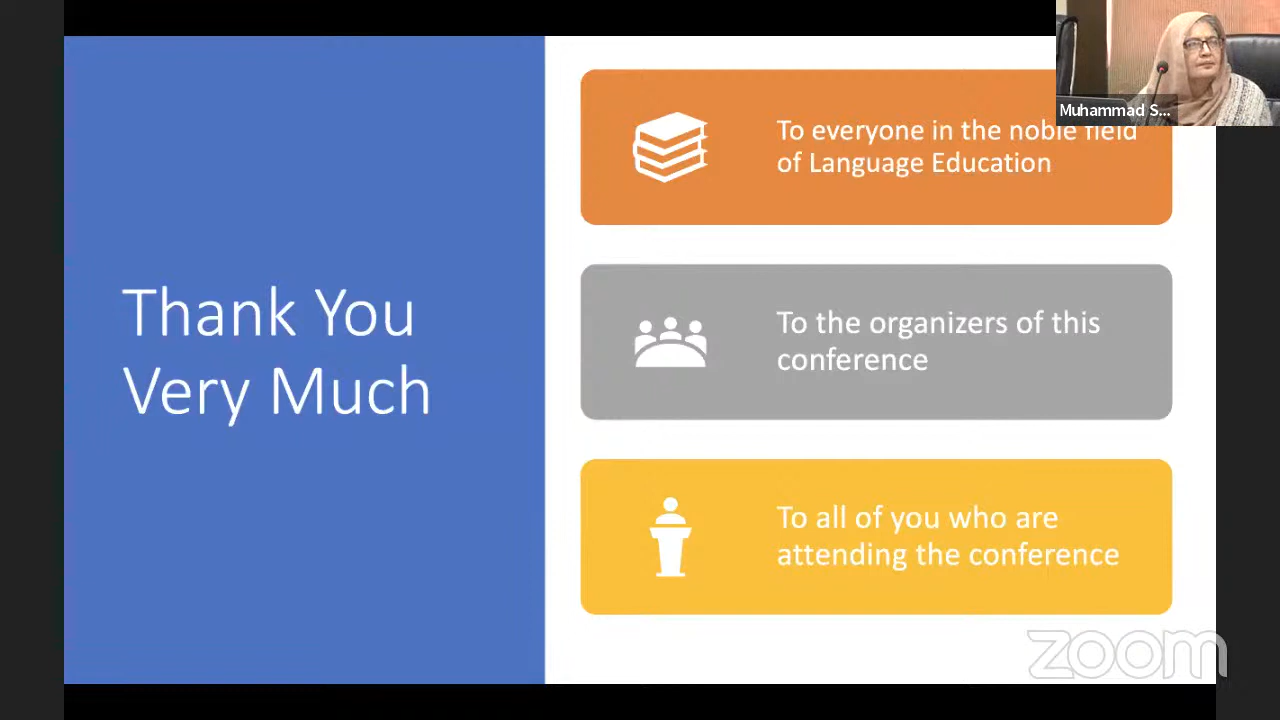 Muhammad S...
To everyone in the noble field
of Language Education
Thank You
Very Much
To the organizers of this
conference
To all of you who are
attending the conference
zoom